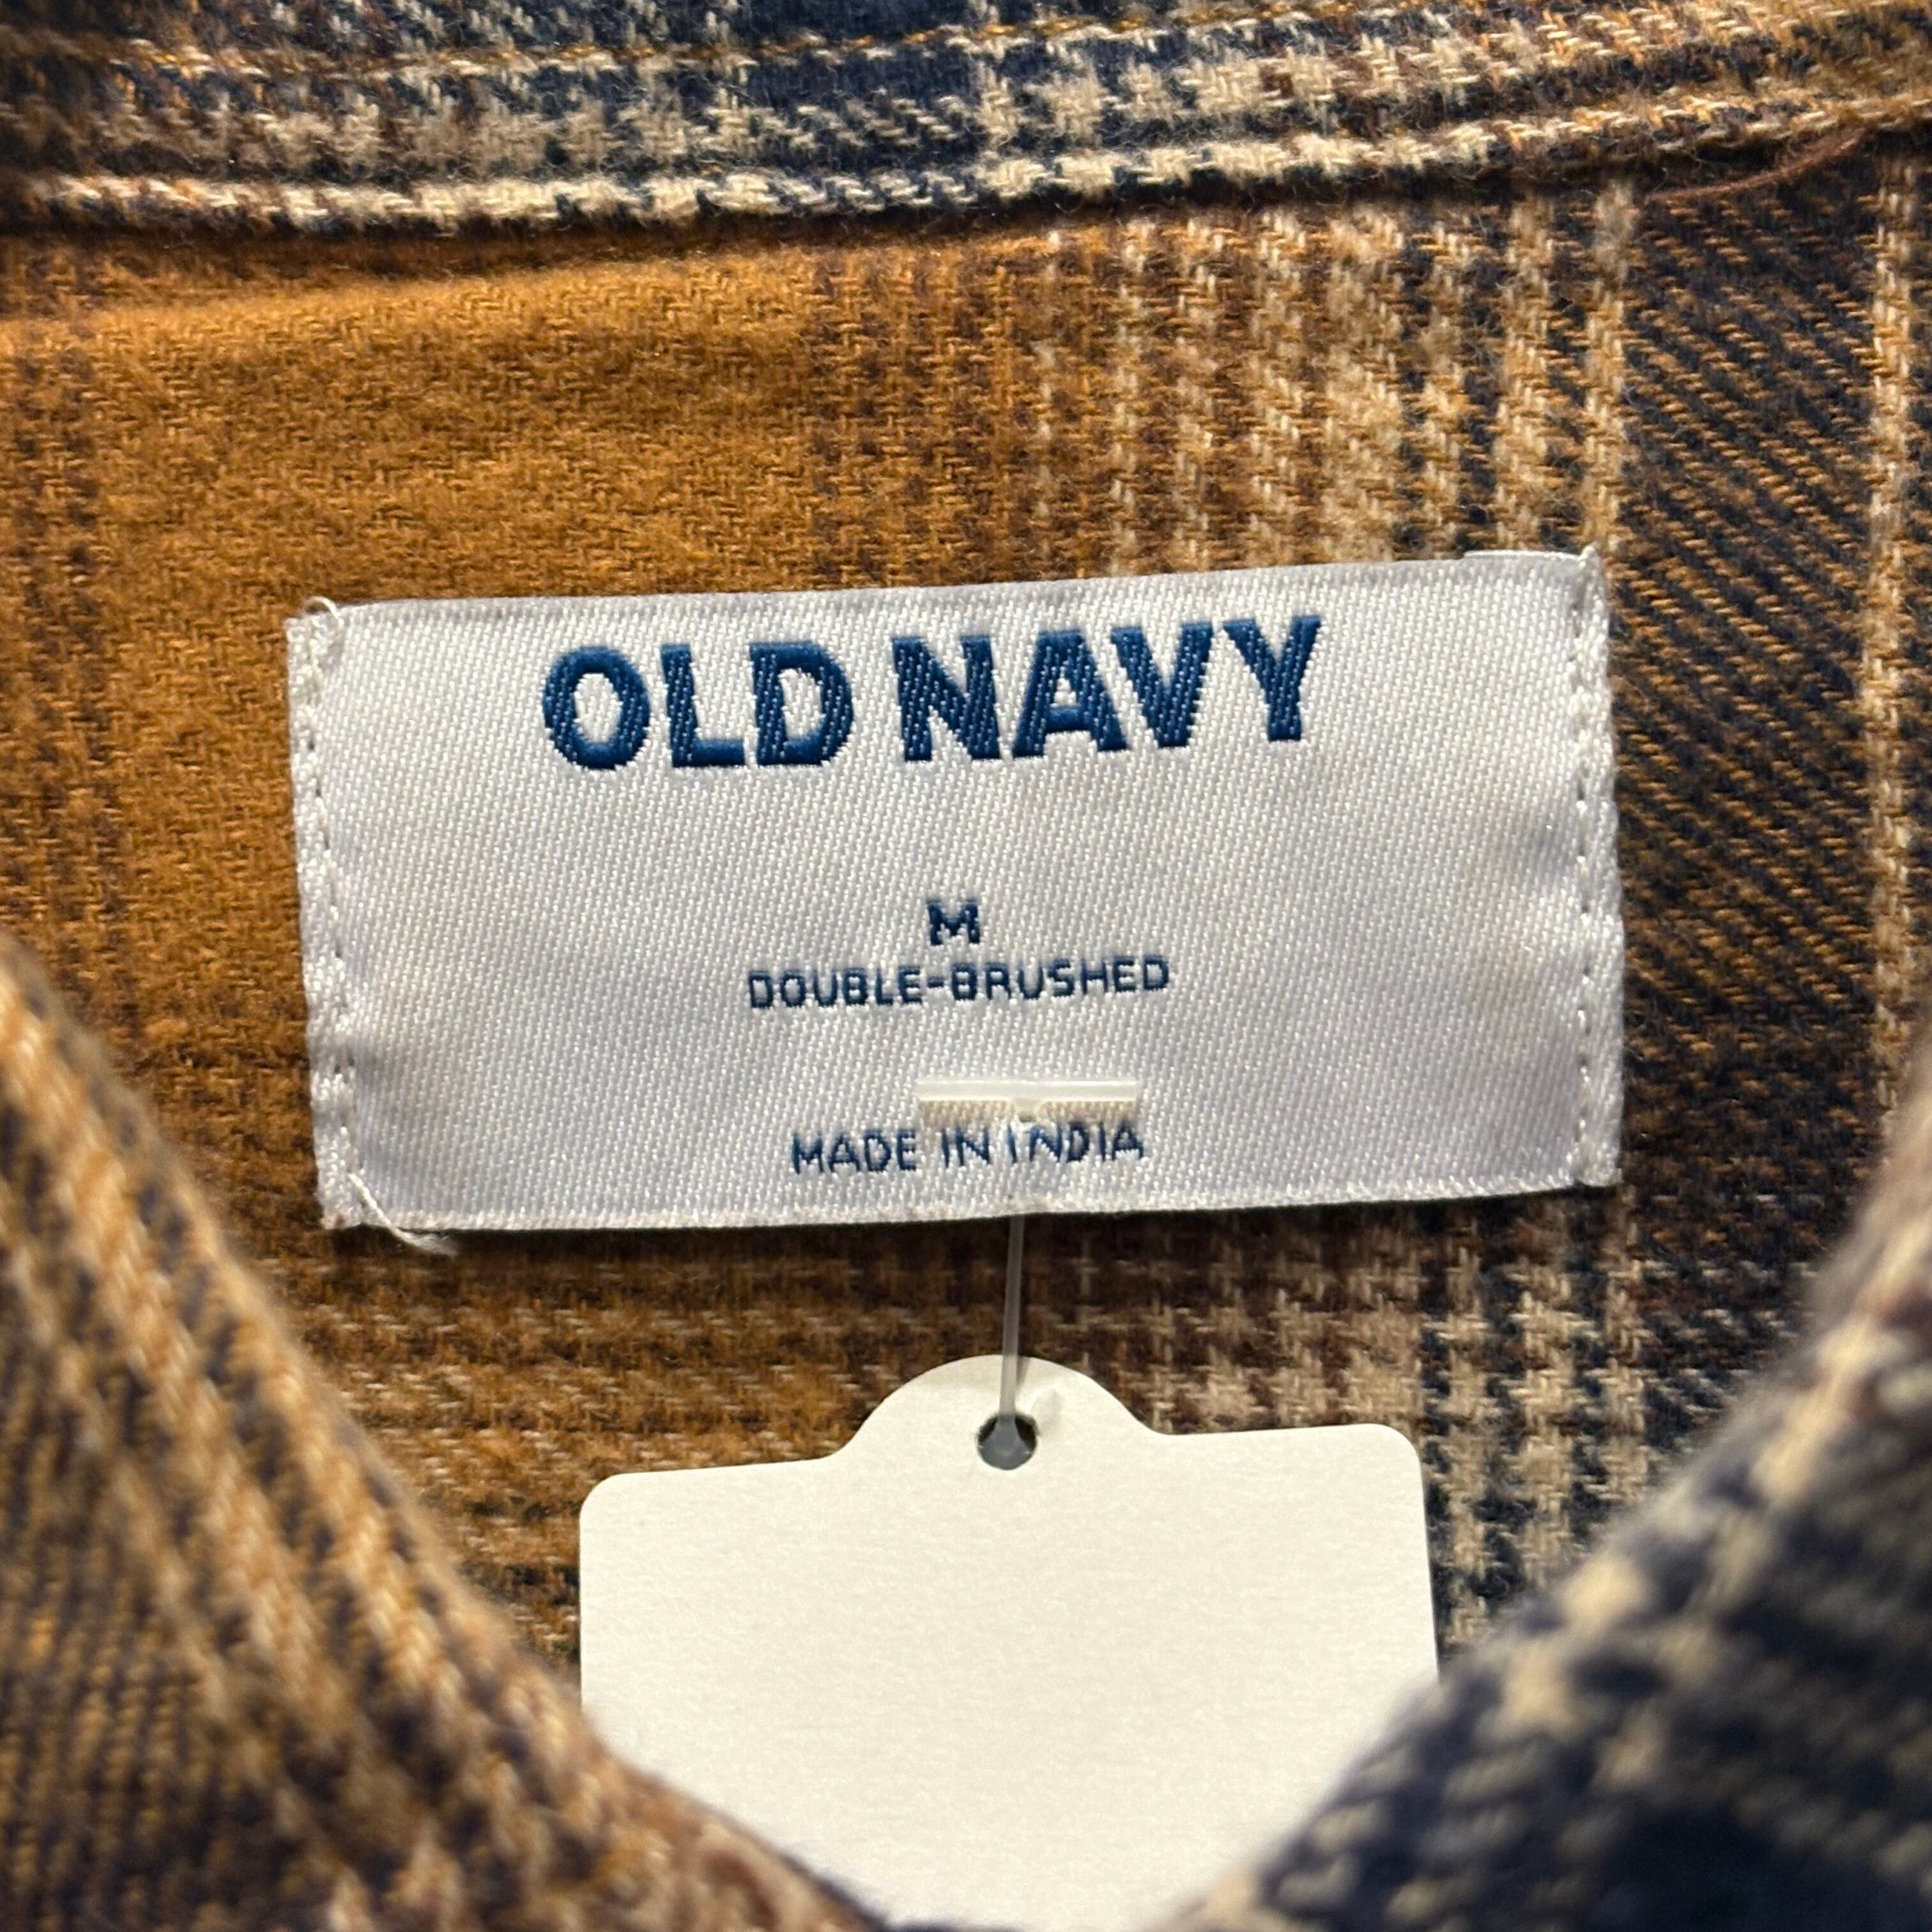 OLD NAVY
M
DOUBLE-BRUSHED
MADE IN INDIA